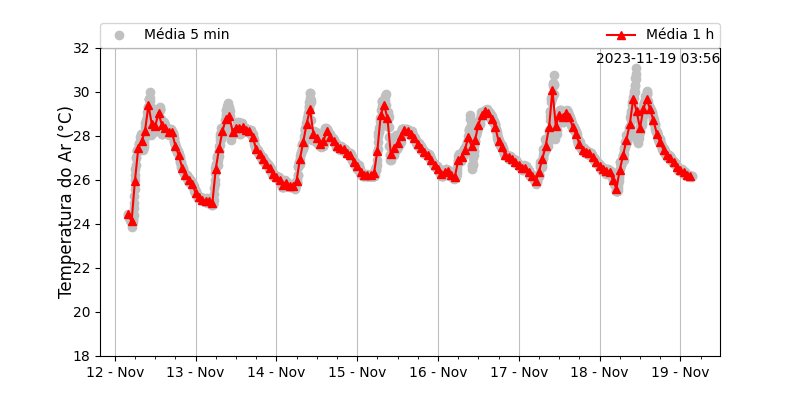 Média 5 min
Média 1 h
2023-11-19 03:56
Temperatura do Ar (°C)
32
30
28
26
24
22
20
18
12 - Nov
13 - Nov
14 - Nov
15 - Nov
16 - Nov
17 - Nov
18 - Nov
19 - Nov